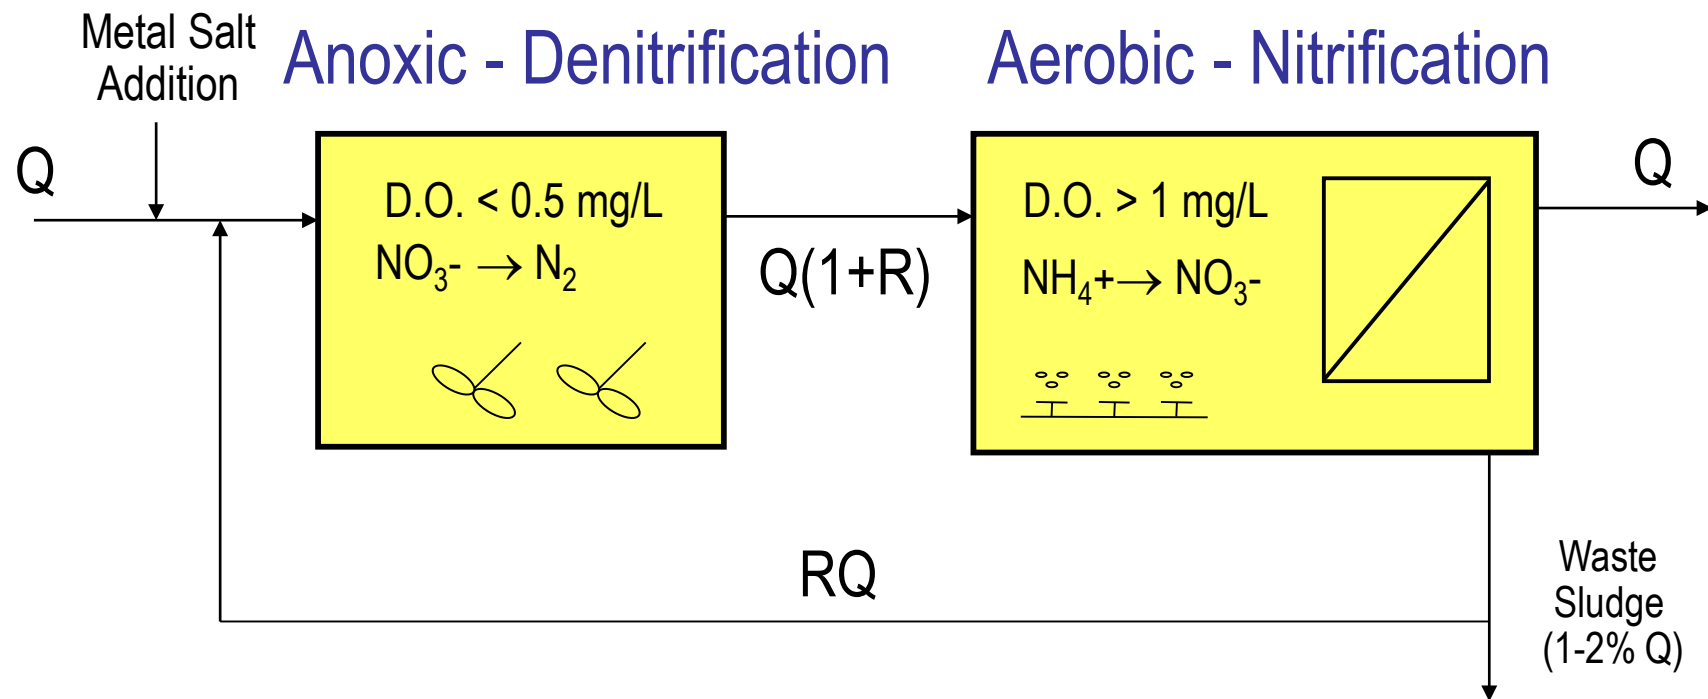 Metal Salt
Addition
Anoxic - Denitrification
Aerobic - Nitrification
Q
D.O. < 0.5 mg/L
NO₃- → N₂
Q(1+R)
D.O. > 1 mg/L
NH₄+→ NO₃-
Q
RQ
Waste
Sludge
(1-2% Q)